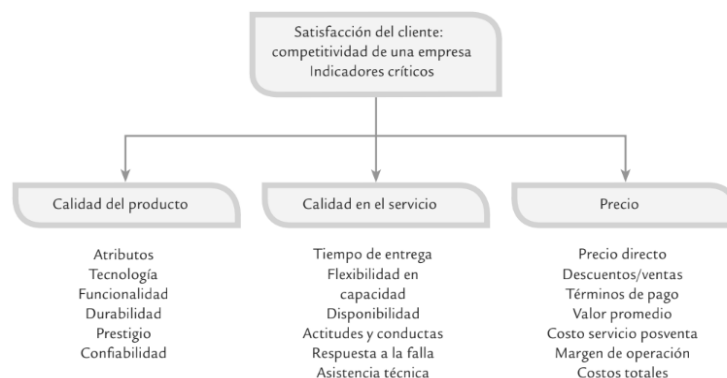 Satisfacción del cliente:
competitividad de una empresa
Indicadores críticos
Calidad del producto
Atributos
Tecnología
Funcionalidad
Durabilidad
Prestigio
Confiabilidad
Calidad en el servicio
Tiempo de entrega
Flexibilidad en
capacidad
Disponibilidad
Actitudes y conductas
Respuesta a la falla
Asistencia técnica
Precio
Precio directo
Descuentos/ventas
Términos de pago
Valor promedio
Costo servicio posventa
Margen de operación
Costos totales